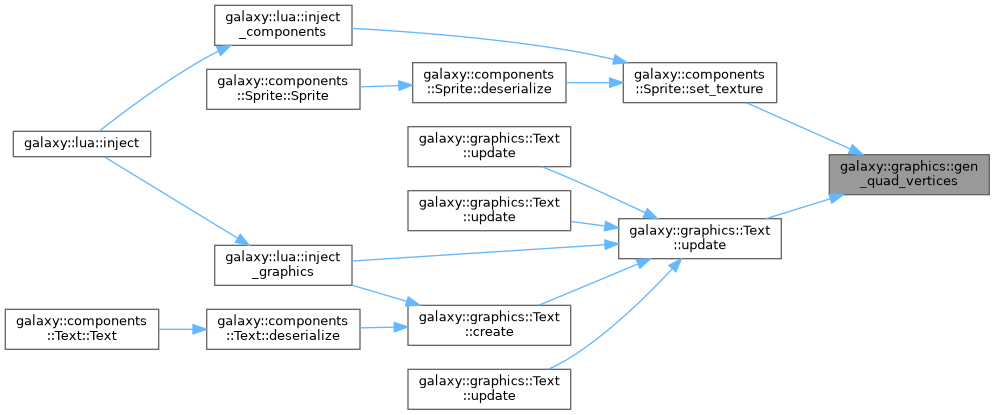 galaxy::lua::inject
_components
galaxy::components
::Sprite::Sprite
galaxy::components
::Sprite::deserialize
galaxy::components
::Sprite::set_texture
galaxy::lua::inject
galaxy::graphics::Text
::update
galaxy::graphics::gen
_quad_vertices
galaxy::graphics::Text
::update
galaxy::graphics::Text
::update
galaxy::lua::inject
_graphics
galaxy::components
::Text::Text
galaxy::components
::Text::deserialize
galaxy::graphics::Text
::create
galaxy::graphics::Text
::update